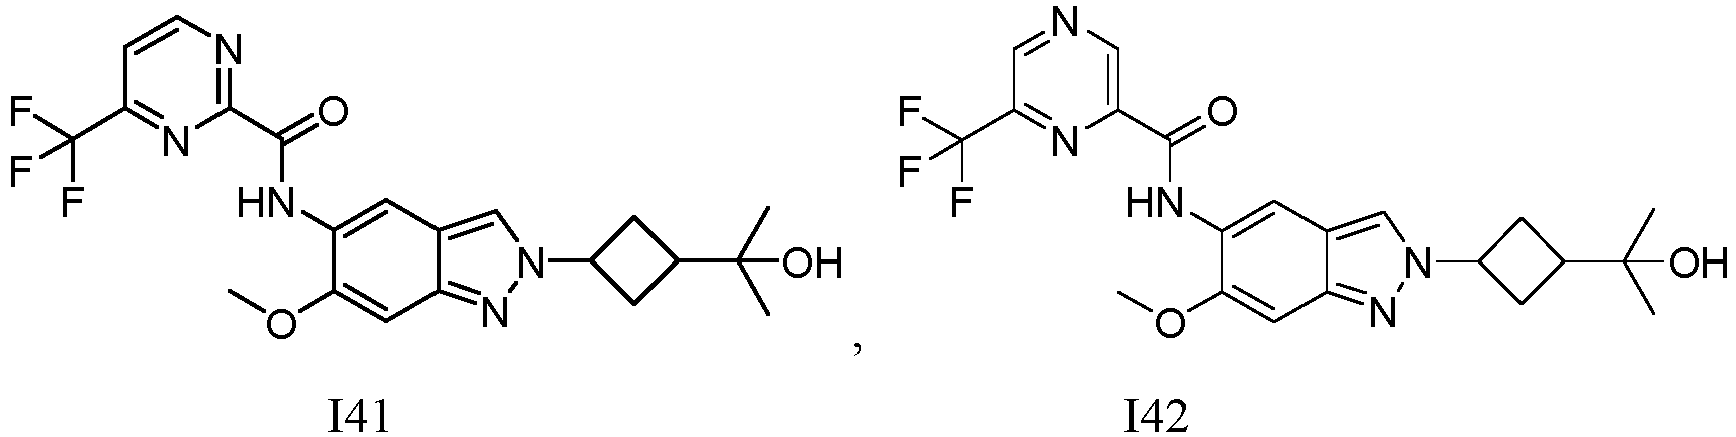 N N
F N O N O
F F N
F HN F HN
F N OH F N OH
O N O N
,
I41 I42